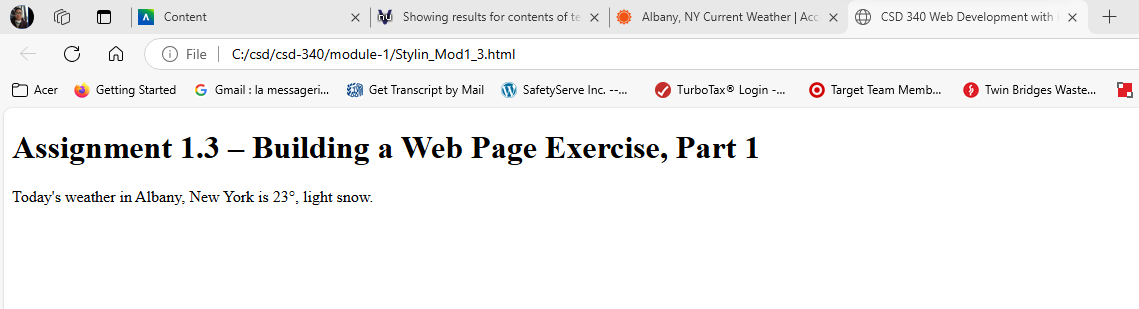 Content
Showing results for contents of te
Albany, NY Current Weather | Acc
CSD 340 Web Development with
File | C:/csd/csd-340/module-1/Stylin_Mod1_3.html
Acer Getting Started Gmail : la messageri... Get Transcript by Mail SafetyServe Inc. --... TurboTax® Login -... Target Team Memb... Twin Bridges Waste...
Assignment 1.3 – Building a Web Page Exercise, Part 1
Today's weather in Albany, New York is 23°, light snow.